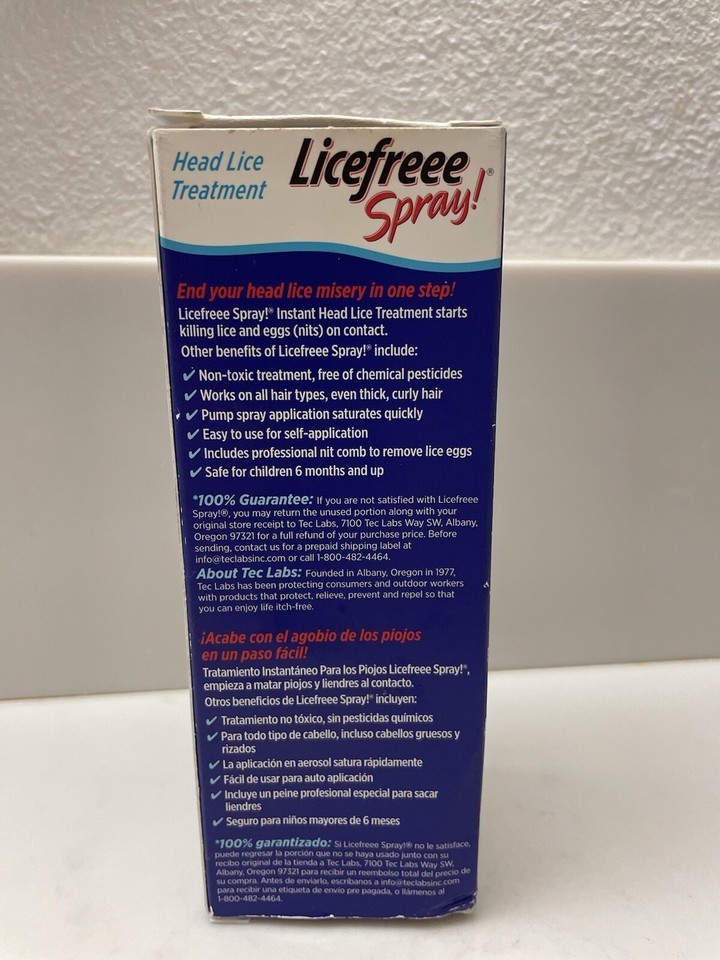 Head Lice
Treatment
Licefreee
Spray!®
End your head lice misery in one step!
Licefreee Spray!® Instant Head Lice Treatment starts
killing lice and eggs (nits) on contact.
Other benefits of Licefreee Spray!® include:
✓ Non-toxic treatment, free of chemical pesticides
✓ Works on all hair types, even thick, curly hair
✓ Pump spray application saturates quickly
✓ Easy to use for self-application
✓ Includes professional nit comb to remove lice eggs
✓ Safe for children 6 months and up
*100% Guarantee: If you are not satisfied with Licefreee
Spray!®, you may return the unused portion along with your
original store receipt to Tec Labs, 7100 Tec Labs Way SW, Albany,
Oregon 97321 for a full refund of your purchase price. Before
sending, contact us for a prepaid shipping label at
info@teclabsinc.com or call 1-800-482-4464.
About Tec Labs: Founded in Albany, Oregon in 1977,
Tec Labs has been protecting consumers and outdoor workers
with products that protect, relieve, prevent and repel so that
you can enjoy life itch-free.
¡Acabe con el agobio de los piojos
en un paso fácil!
Tratamiento Instantáneo Para los Piojos Licefreee Spray!®,
empieza a matar piojos y liendres al contacto.
Otros beneficios de Licefreee Spray!® incluyen:
✓ Tratamiento no tóxico, sin pesticidas químicos
✓ Para todo tipo de cabello, incluso cabellos gruesos y
rizados
✓ La aplicación en aerosol satura rápidamente
✓ Fácil de usar para auto aplicación
✓ Incluye un peine profesional especial para sacar
liendres
✓ Seguro para niños mayores de 6 meses
*100% garantizado: Si Licefreee Spray!® no le satisface,
puede regresar la porción que no se haya usado junto con su
recibo original de la tienda a Tec Labs, 7100 Tec Labs Way SW,
Albany, Oregon 97321 para recibir un reembolso total del precio de
su compra. Antes de enviarlo, escríbanos a info@teclabsinc.com
para recibir una etiqueta de envío pre pagada, o llámenos al
1-800-482-4464.